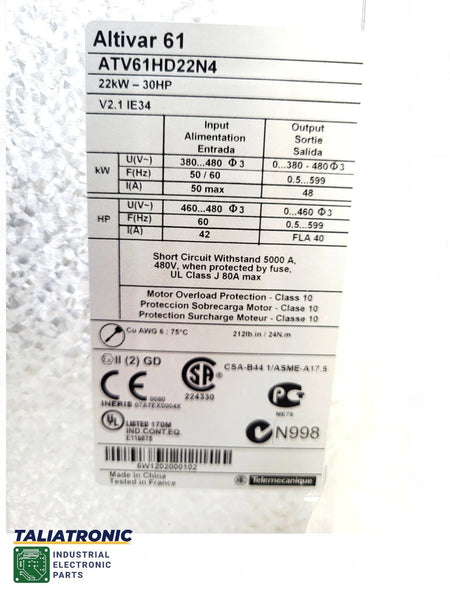 Altivar 61
ATV61HD22N4
22kW - 30HP
V2.1 IE34
Input Output
Alimentation Sortie
Entrada Salida
kW U(V~) 380...480 Φ3 0...380 - 480 Φ3
F(Hz) 50 / 60 0.5...599
I(A) 50 max 48
HP U(V~) 460...480 Φ3 0...460 Φ3
F(Hz) 60 0.5...599
I(A) 42 FLA 40
Short Circuit Withstand 5000 A,
480V, when protected by fuse,
UL Class J 80A max
Motor Overload Protection - Class 10
Proteccion Sobrecarga Motor - Clase 10
Protection Surcharge Moteur - Classe 10
Cu AWG 6 : 75°C 212lb.in / 24N.m
II (2) GD
CE 0080
INERIS 07ATEX0004X
SA 224330
CSA-B44.1/ASME-A17.5
ME79
UL LISTED 170M
IND.CONT.EQ.
E116875
N998
6W1202000102
Made in China
Tested in France
Telemecanique
TALIATRONIC
INDUSTRIAL
ELECTRONIC
PARTS